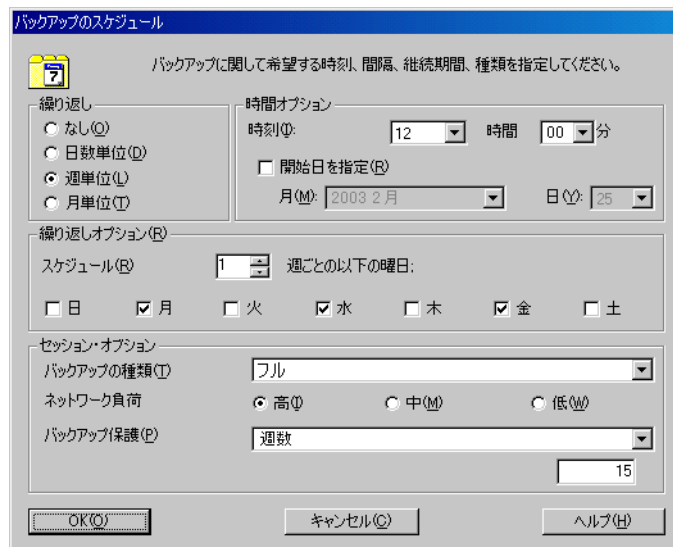 バックアップのスケジュール
7
バックアップに関して希望する時刻、間隔、継続期間、種類を指定してください。
繰り返し
なし(O)
日数単位(D)
週単位(L)
月単位(T)
時間オプション
時刻(I): 12 時間 00 分
開始日を指定(R)
月(M): 2003 2 月 日(Y): 25
繰り返しオプション(R)
スケジュール(R) 1 週ごとの以下の曜日:
日 月 火 水 木 金 土
セッション・オプション
バックアップの種類(T) フル
ネットワーク負荷 高(I) 中(M) 低(W)
バックアップ保護(P) 週数
15
OK(O) キャンセル(C) ヘルプ(H)